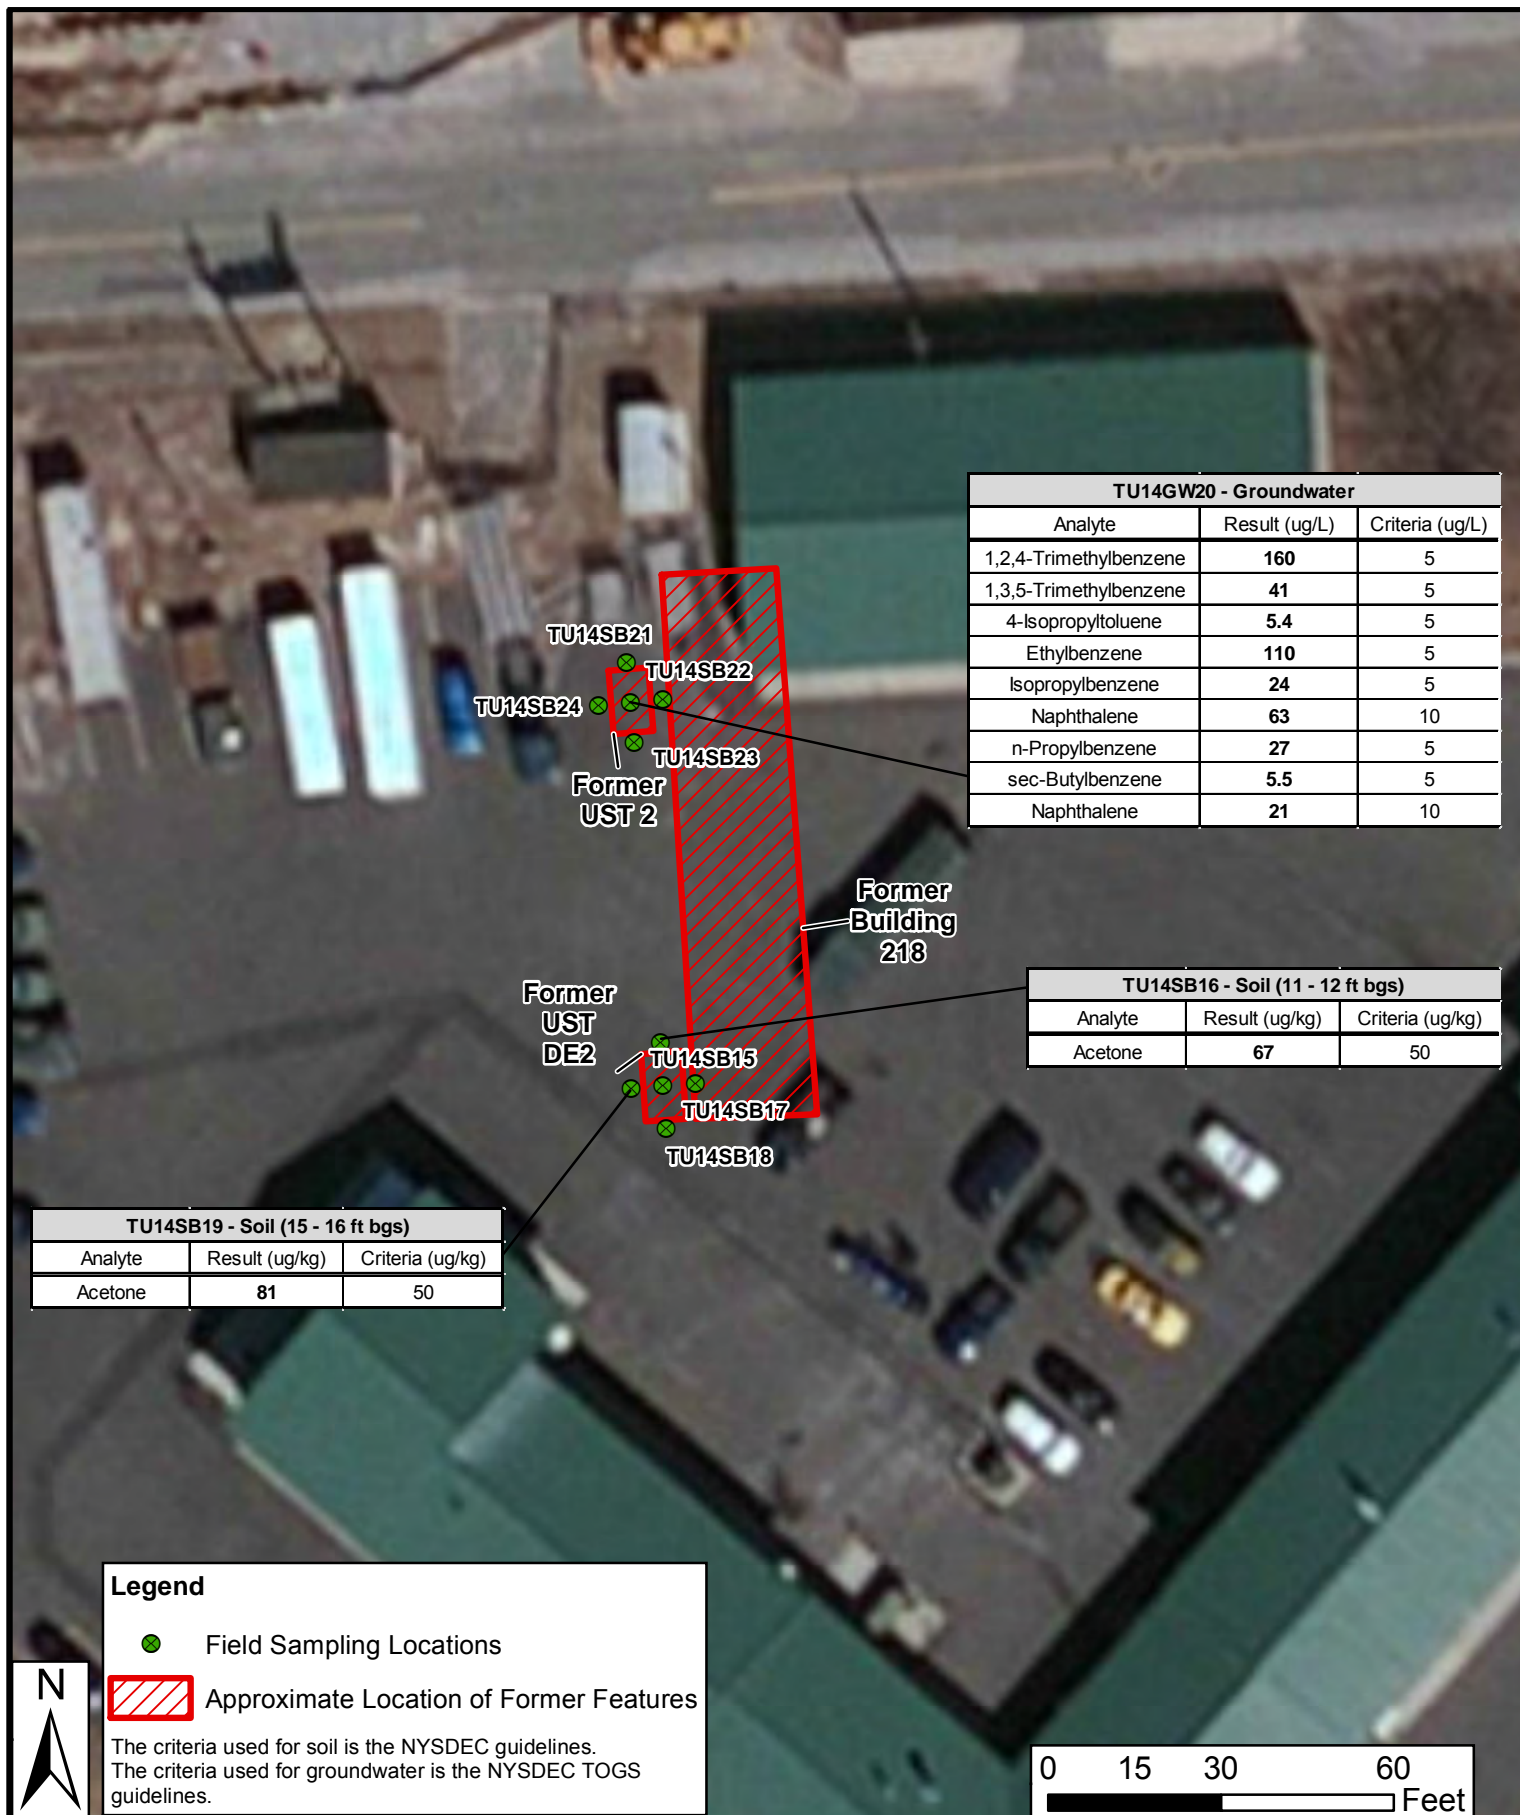 TU14GW20 - Groundwater
Analyte Result (ug/L) Criteria (ug/L)
1,2,4-Trimethylbenzene 160 5
1,3,5-Trimethylbenzene 41 5
4-Isopropyltoluene 5.4 5
Ethylbenzene 110 5
Isopropylbenzene 24 5
Naphthalene 63 10
n-Propylbenzene 27 5
sec-Butylbenzene 5.5 5
Naphthalene 21 10
TU14SB21
TU14SB22
TU14SB24
TU14SB23
Former
UST 2
Former
Building
218
Former
UST
DE2
TU14SB16 - Soil (11 - 12 ft bgs)
Analyte Result (ug/kg) Criteria (ug/kg)
Acetone 67 50
TU14SB15
TU14SB17
TU14SB18
TU14SB19 - Soil (15 - 16 ft bgs)
Analyte Result (ug/kg) Criteria (ug/kg)
Acetone 81 50
Legend
Field Sampling Locations
Approximate Location of Former Features
The criteria used for soil is the NYSDEC guidelines.
The criteria used for groundwater is the NYSDEC TOGS
guidelines.
N
0 15 30 60
Feet